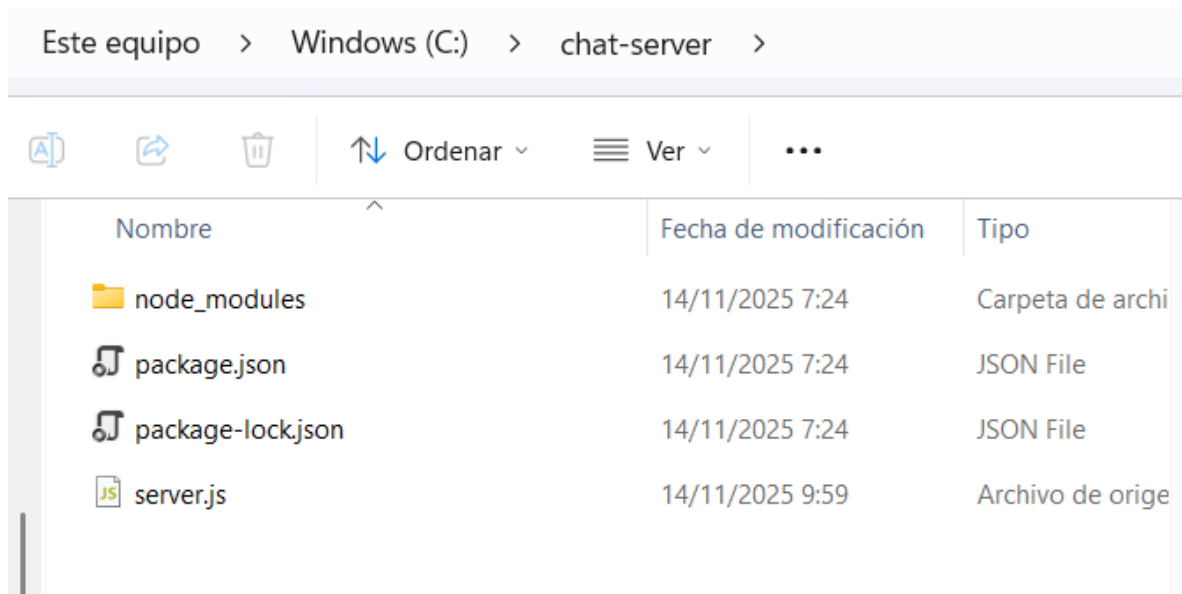 Este equipo > Windows (C:) > chat-server >
A Ordenar Ver ...
Nombre Fecha de modificación Tipo
node_modules 14/11/2025 7:24 Carpeta de archi
package.json 14/11/2025 7:24 JSON File
package-lock.json 14/11/2025 7:24 JSON File
JS server.js 14/11/2025 9:59 Archivo de orige